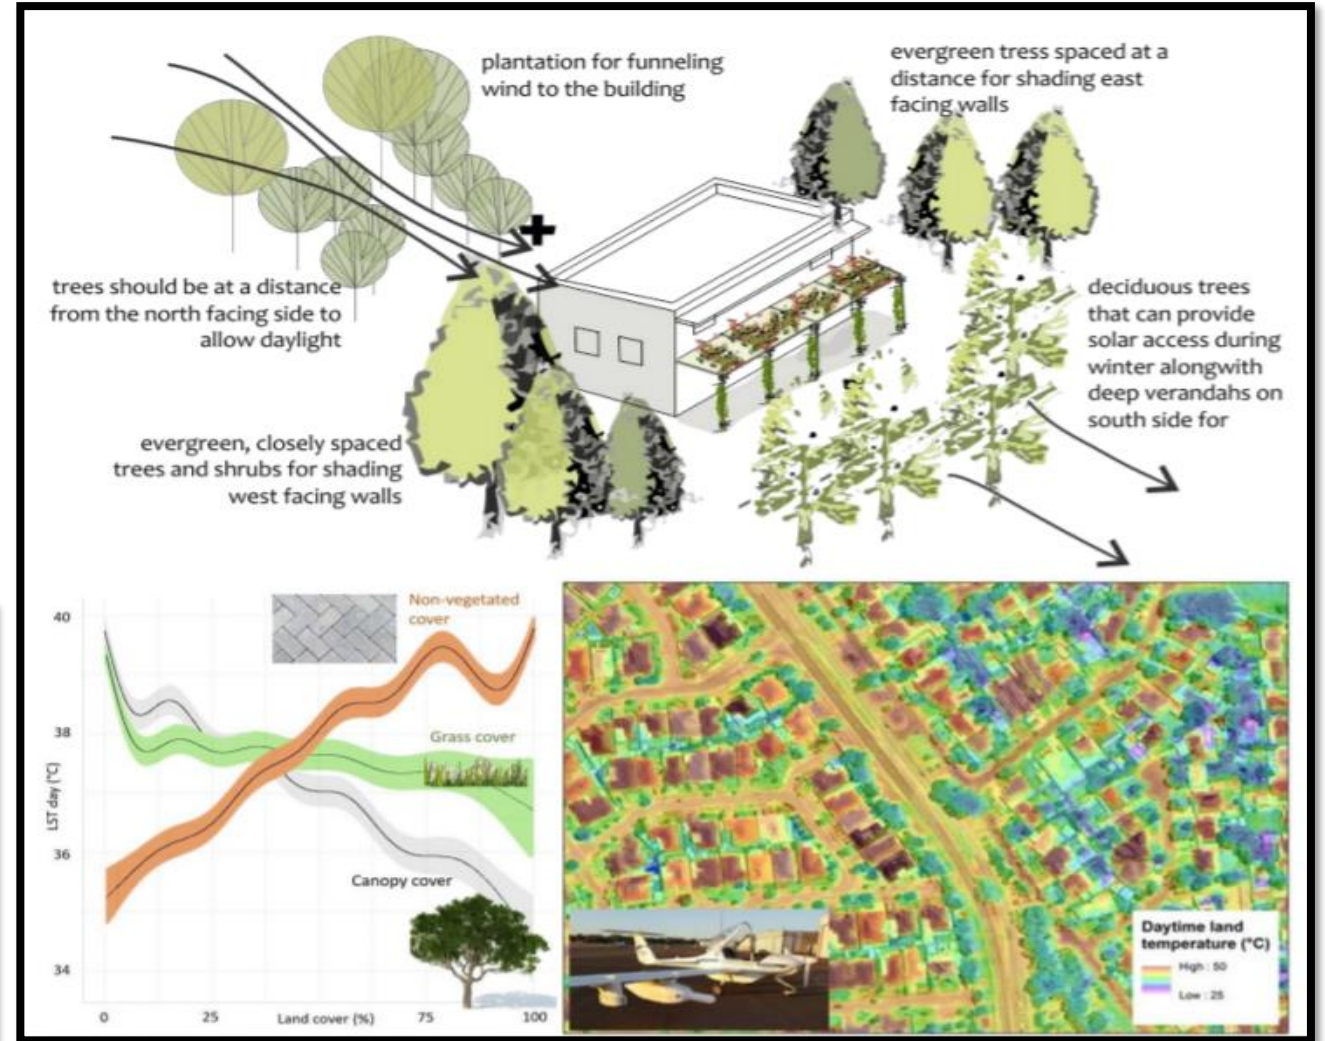 plantation for funneling
wind to the building
evergreen tress spaced at a
distance for shading east
facing walls
trees should be at a distance
from the north facing side to
allow daylight
deciduous trees
that can provide
solar access during
winter alongwith
deep verandahs on
south side for
evergreen, closely spaced
trees and shrubs for shading
west facing walls
Non-vegetated
cover
Grass cover
Canopy cover
LST day (°C)
40
38
36
34
0
25
Land cover (%)
75
100
Daytime land
temperature (°C)
High : 50
Low : 25